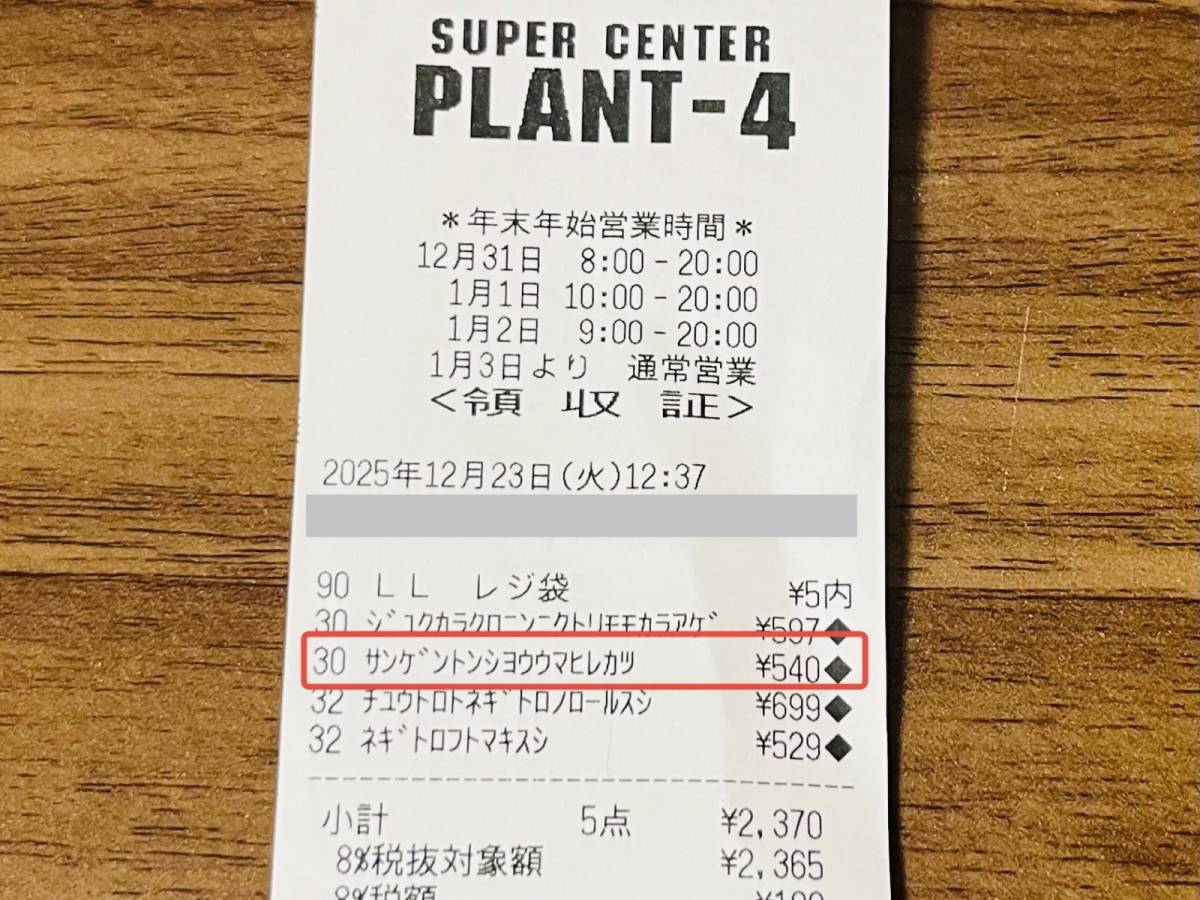 SUPER CENTER
PLANT-4
*年末年始営業時間*
12月31日 8:00-20:00
1月1日 10:00-20:00
1月2日 9:00-20:00
1月3日より 通常営業
<領 収 証>
2025年12月23日(火)12:37
90 LL レジ袋 ¥5内
30 ジュクカラクロニンニクトリモモカラアゲ ¥597◆
30 サンゲントンシヨウウマヒレカツ ¥540◆
32 チユウトロトネギトロノロールスシ ¥699◆
32 ネギトロフトマキスシ ¥529◆
小計 5点 ¥2,370
8%税抜対象額 ¥2,365
8%税額